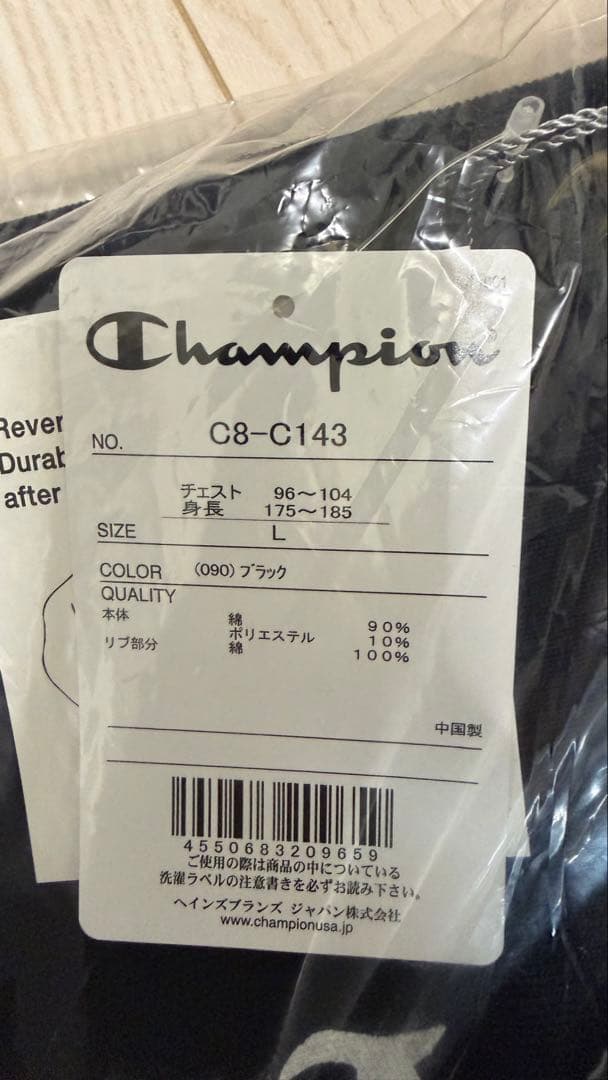 Champion
Rever
Durab
after
NO. C8-C143
チェスト 96～104
身長 175～185
SIZE L
COLOR (090) ブラック
QUALITY
本体 綿 90%
ポリエステル 10%
リブ部分 綿 100%
中国製
4550683209659
ご使用の際は商品の中についている
洗濯ラベルの注意書きを必ずお読み下さい。
ヘインズブランズ ジャパン株式会社
www.championusa.jp